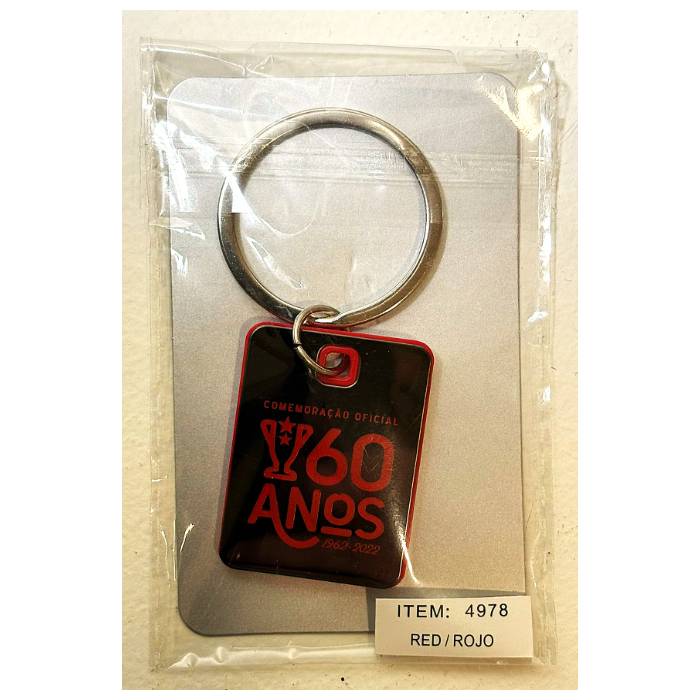 COMEMORAÇÃO OFICIAL
60
ANOS
1962-2022
ITEM: 4978
RED / ROJO